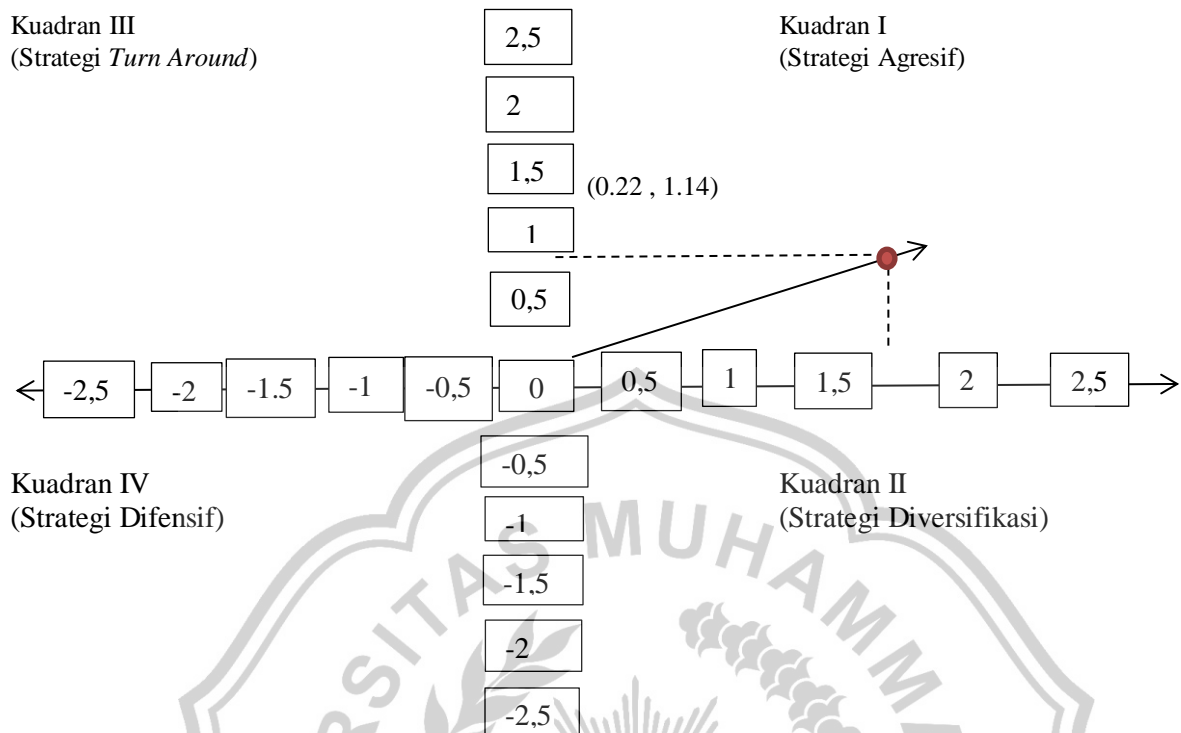 Kuadran III
(Strategi Turn Around)
Kuadran I
(Strategi Agresif)
2,5
2
1,5
(0.22 , 1.14)
1
0,5
-2,5
-2
-1.5
-1
-0,5
0
0,5
1
1,5
2
2,5
Kuadran IV
(Strategi Difensif)
Kuadran II
(Strategi Diversifikasi)
-0,5
-1
-1,5
-2
-2,5
RSITAS MUHAMMA